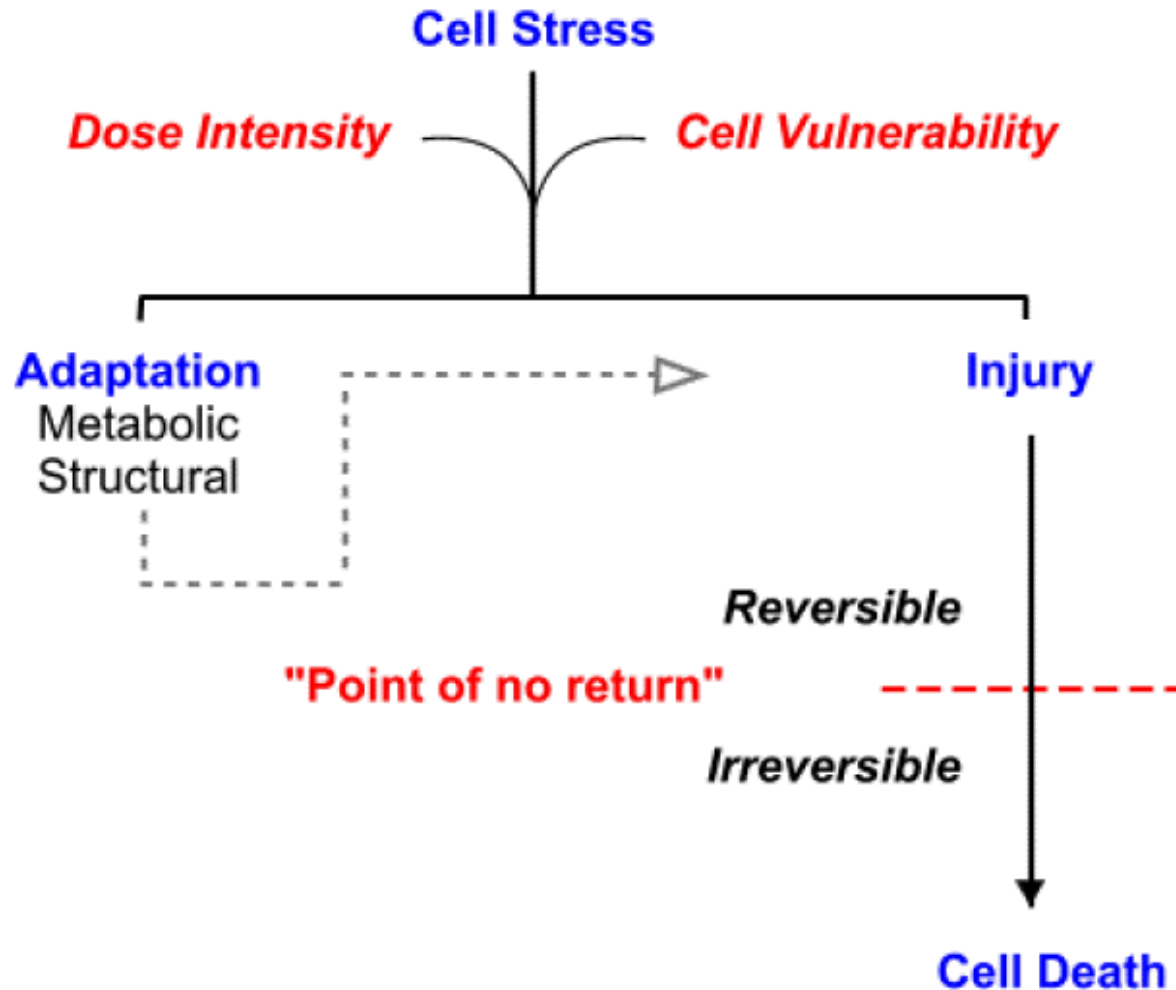 Cell Stress
Dose Intensity
Cell Vulnerability
Adaptation
Metabolic
Structural
Injury
Reversible
"Point of no return"
Irreversible
Cell Death